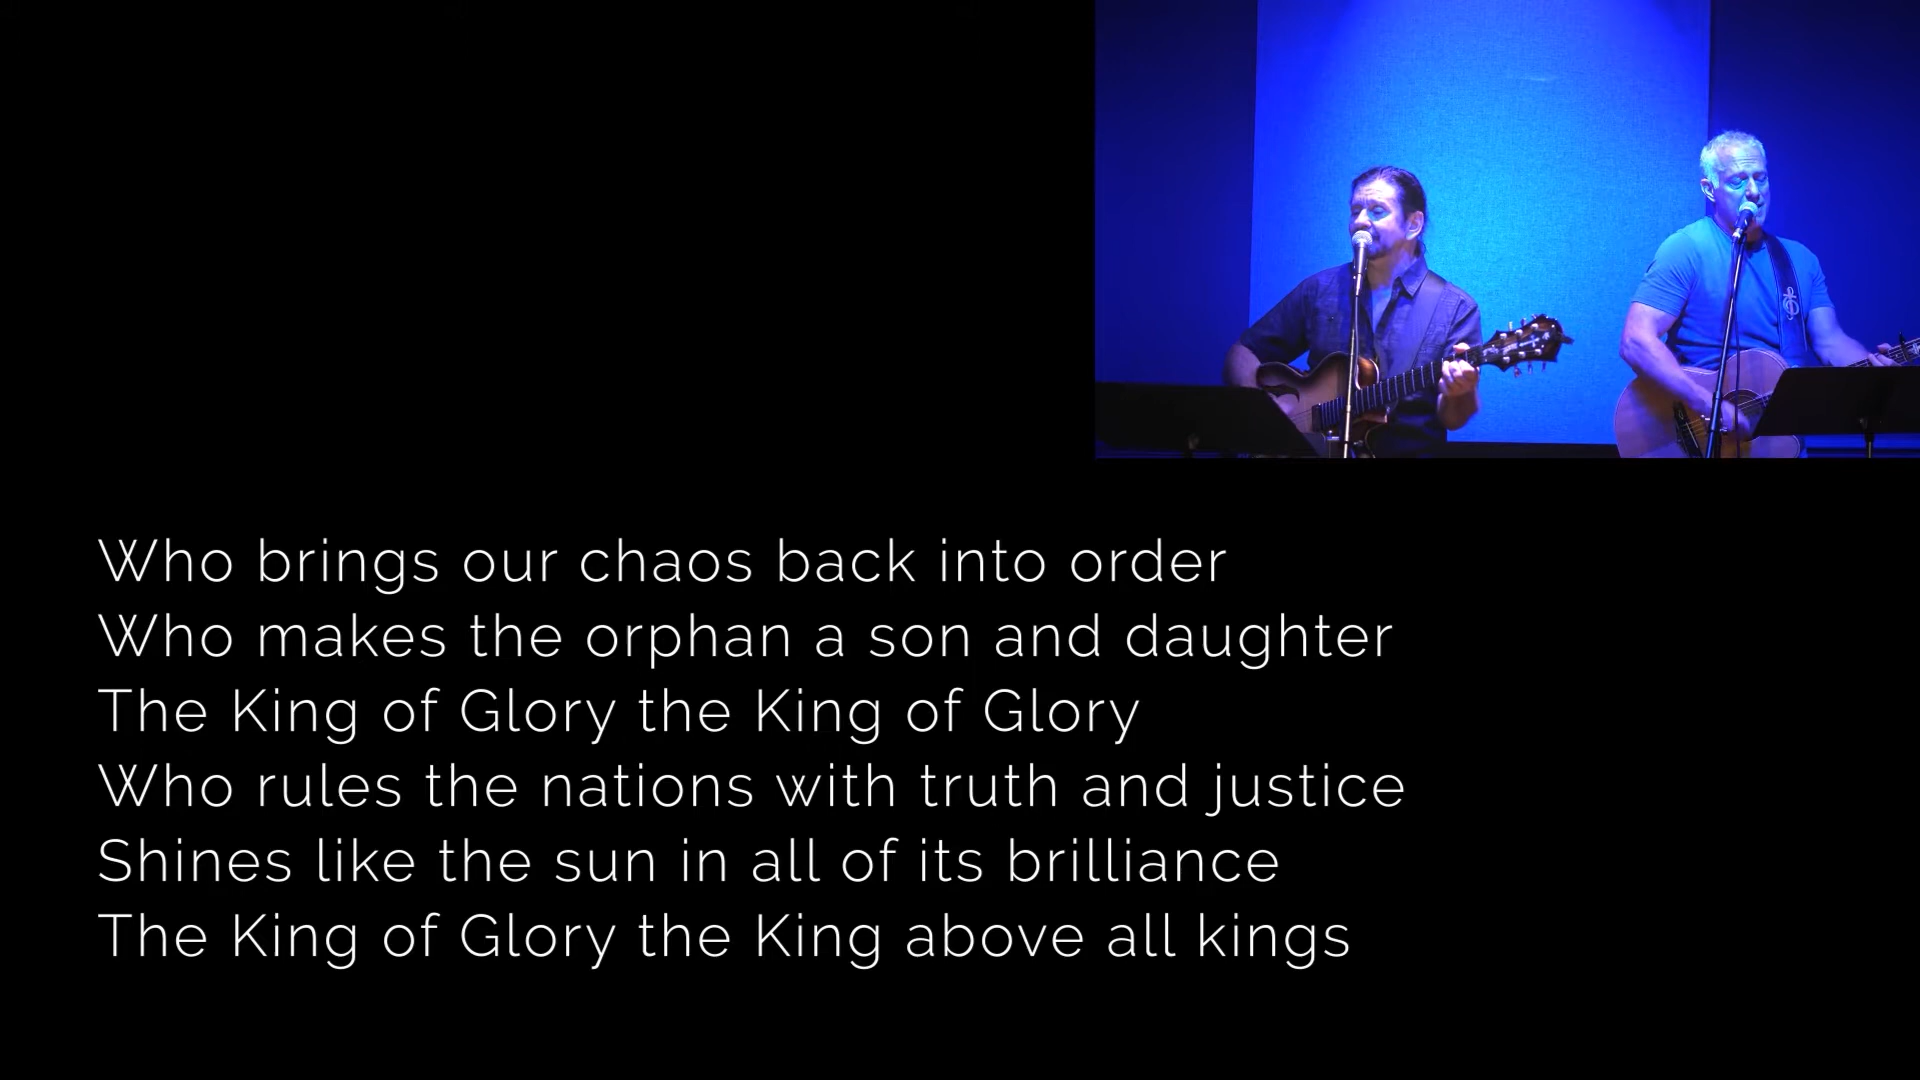 Who brings our chaos back into order
Who makes the orphan a son and daughter
The King of Glory the King of Glory
Who rules the nations with truth and justice
Shines like the sun in all of its brilliance
The King of Glory the King above all kings